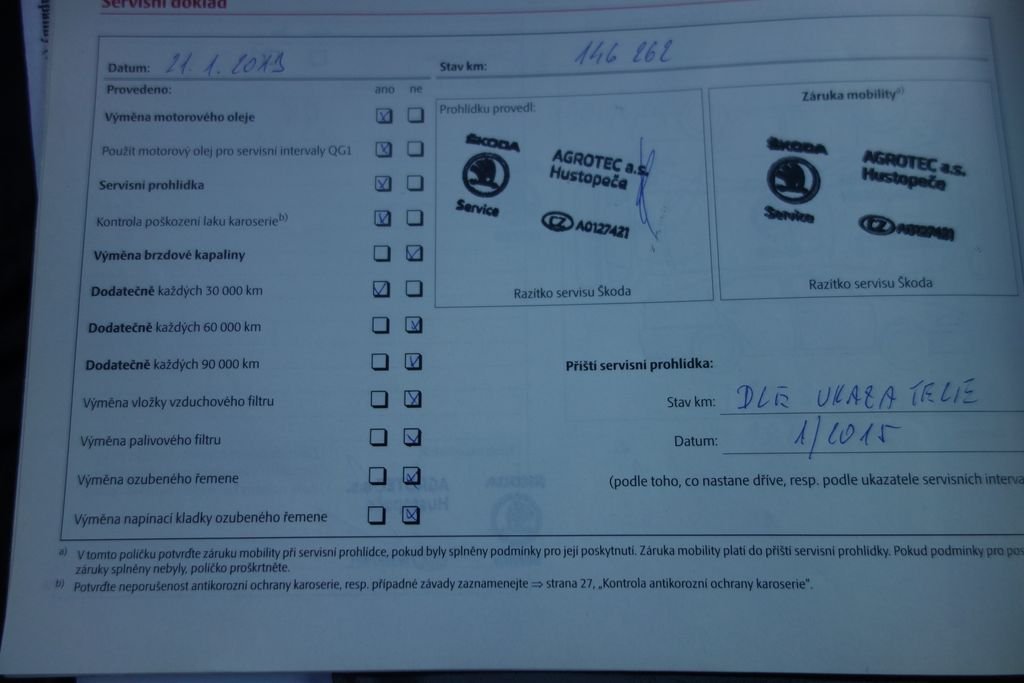 Servisní doklad
Datum: 21. 1. 2013
Stav km: 146 262
Provedeno: ano ne
Výměna motorového oleje
Použit motorový olej pro servisní intervaly QG1
Servisní prohlídka
Kontrola poškození laku karoserie b)
Výměna brzdové kapaliny
Dodatečně každých 30 000 km
Dodatečně každých 60 000 km
Dodatečně každých 90 000 km
Výměna vložky vzduchového filtru
Výměna palivového filtru
Výměna ozubeného řemene
Výměna napínací kladky ozubeného řemene
Prohlídku provedl:
ŠKODA
Service
AGROTEC a.s.
Hustopeče
CZ A0127421
Razítko servisu Škoda
Záruka mobility a)
ŠKODA
Service
AGROTEC a.s.
Hustopeče
CZ A0127421
Razítko servisu Škoda
Příští servisní prohlídka:
Stav km: DLE UKAZATELE
Datum: 1/2015
(podle toho, co nastane dříve, resp. podle ukazatele servisních interva
a) V tomto políčku potvrďte záruku mobility při servisní prohlídce, pokud byly splněny podmínky pro její poskytnutí. Záruka mobility platí do příští servisní prohlídky. Pokud podmínky pro pos
záruky splněny nebyly, políčko proškrtněte.
b) Potvrďte neporušenost antikorozní ochrany karoserie, resp. případné závady zaznamenejte ⇒ strana 27, „Kontrola antikorozní ochrany karoserie".